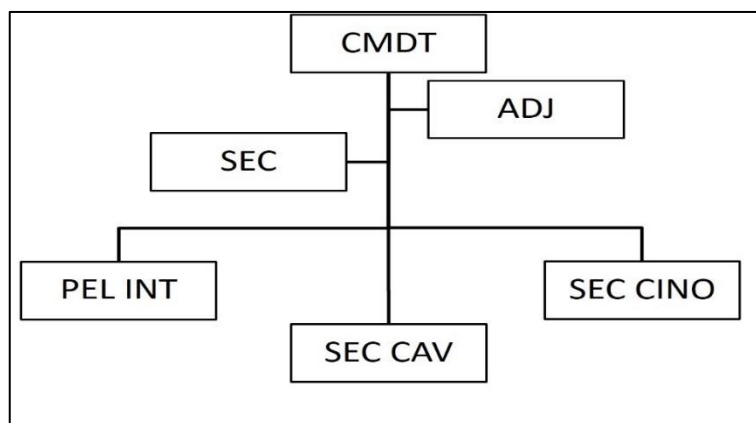 CMDT
ADJ
SEC
PEL INT
SEC CINO
SEC CAV